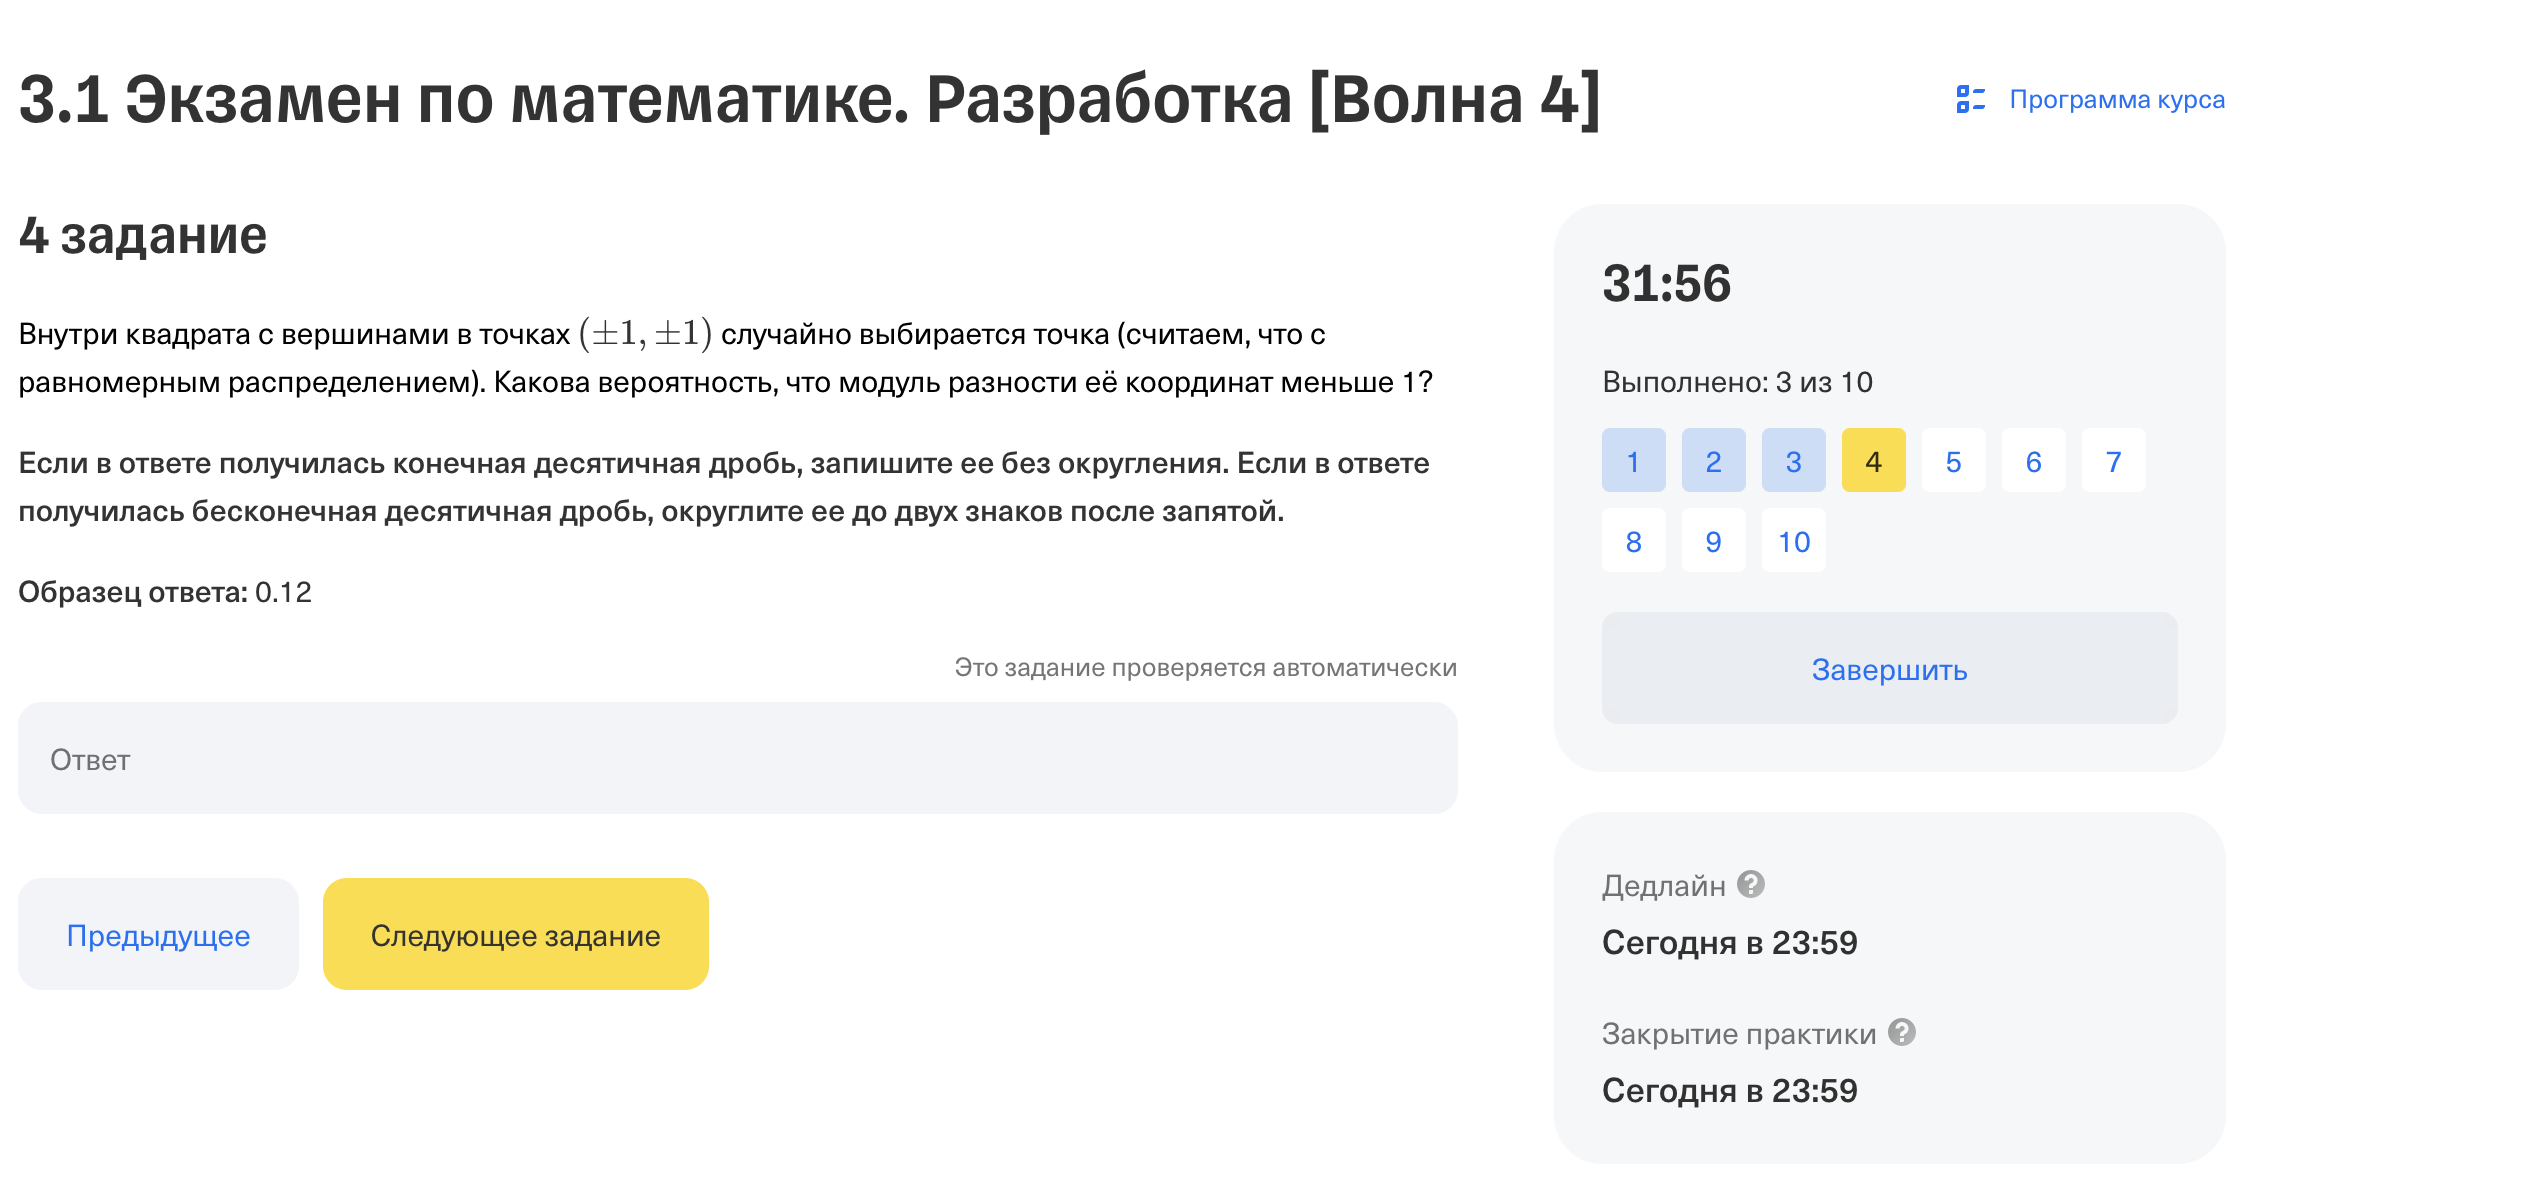 3.1 Экзамен по математике. Разработка [Волна 4]
Программа курса
4 задание
Внутри квадрата с вершинами в точках (±1, ±1) случайно выбирается точка (считаем, что с
равномерным распределением). Какова вероятность, что модуль разности её координат меньше 1?
Если в ответе получилась конечная десятичная дробь, запишите ее без округления. Если в ответе
получилась бесконечная десятичная дробь, округлите ее до двух знаков после запятой.
Образец ответа: 0.12
Это задание проверяется автоматически
Ответ
Предыдущее
Следующее задание
31:56
Выполнено: 3 из 10
1 2 3 4 5 6 7
8 9 10
Завершить
Дедлайн ?
Сегодня в 23:59
Закрытие практики ?
Сегодня в 23:59